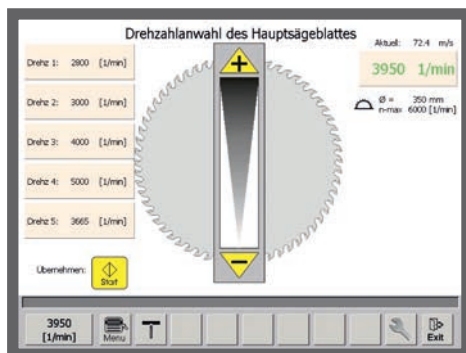 Drehzahlanwahl des Hauptsägeblattes
Aktuell: 72.4 m/s
3950 1/min
Ø = 350 mm
n-max 6000 [1/min]
Drehz 1: 2800 [1/min]
Drehz 2: 3000 [1/min]
Drehz 3: 4000 [1/min]
Drehz 4: 5000 [1/min]
Drehz 5: 3665 [1/min]
Übernehmen:
Start
3950
[1/min]
Menu
Exit